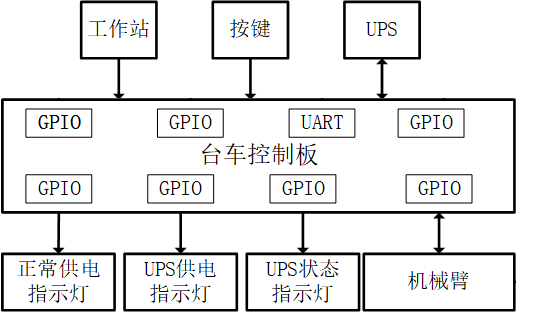 工作站
按键
UPS
GPIO
GPIO
UART
GPIO
台车控制板
GPIO
GPIO
GPIO
GPIO
正常供电
指示灯
UPS供电
指示灯
UPS状态
指示灯
机械臂